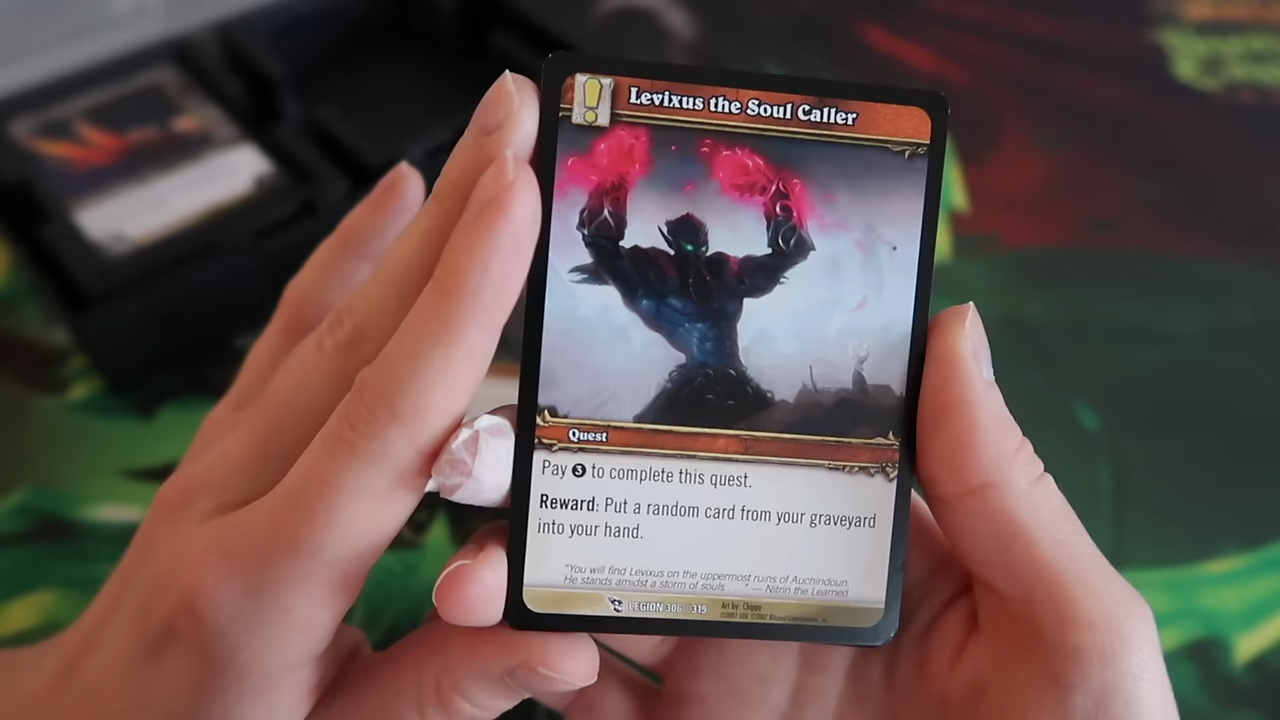 Levixus the Soul Caller
Quest
Pay 3 to complete this quest.
Reward: Put a random card from your graveyard
into your hand.
"You will find Levixus on the uppermost ruins of Auchindoun.
He stands amidst a storm of souls . . ." — Nitrin the Learned
LEGION 306 / 319
Art by: Chippy